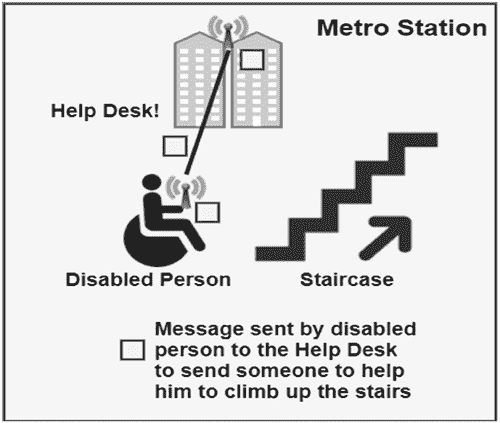 Metro Station
Help Desk!
Disabled Person
Staircase
Message sent by disabled
person to the Help Desk
to send someone to help
him to climb up the stairs